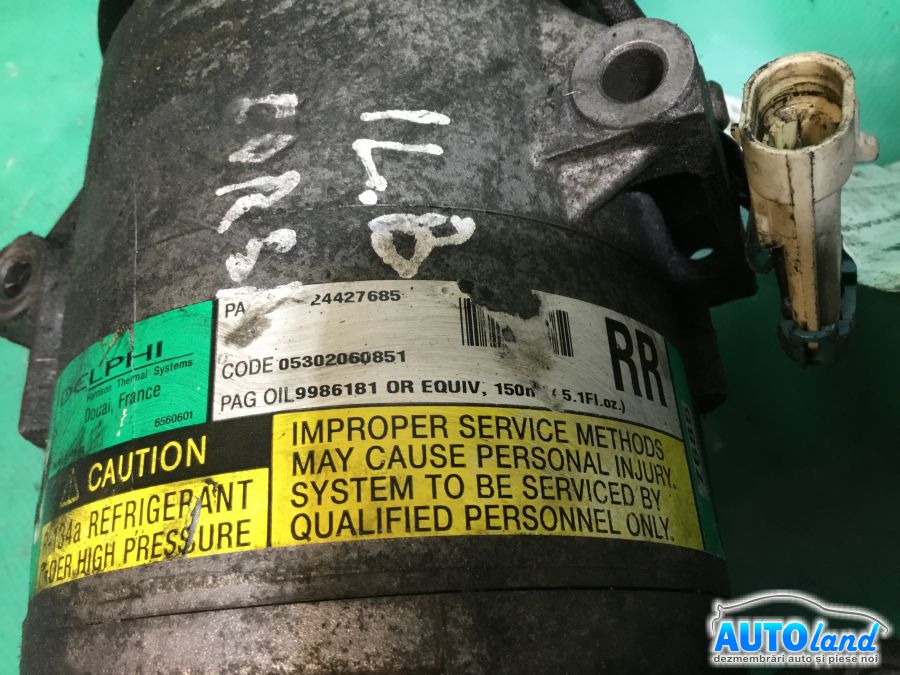 PA 24427685
CODE 05302060851
PAG OIL 9986181 OR EQUIV, 150m 5.1Fl.oz.)
RR
DELPHI
Harrison Thermal Systems
Douai, France
6560601
CAUTION
134a REFRIGERANT
HIGH PRESSURE
IMPROPER SERVICE METHODS
MAY CAUSE PERSONAL INJURY.
SYSTEM TO BE SERVICED BY
QUALIFIED PERSONNEL ONLY.
AUTOland
dezmembrări auto și piese noi